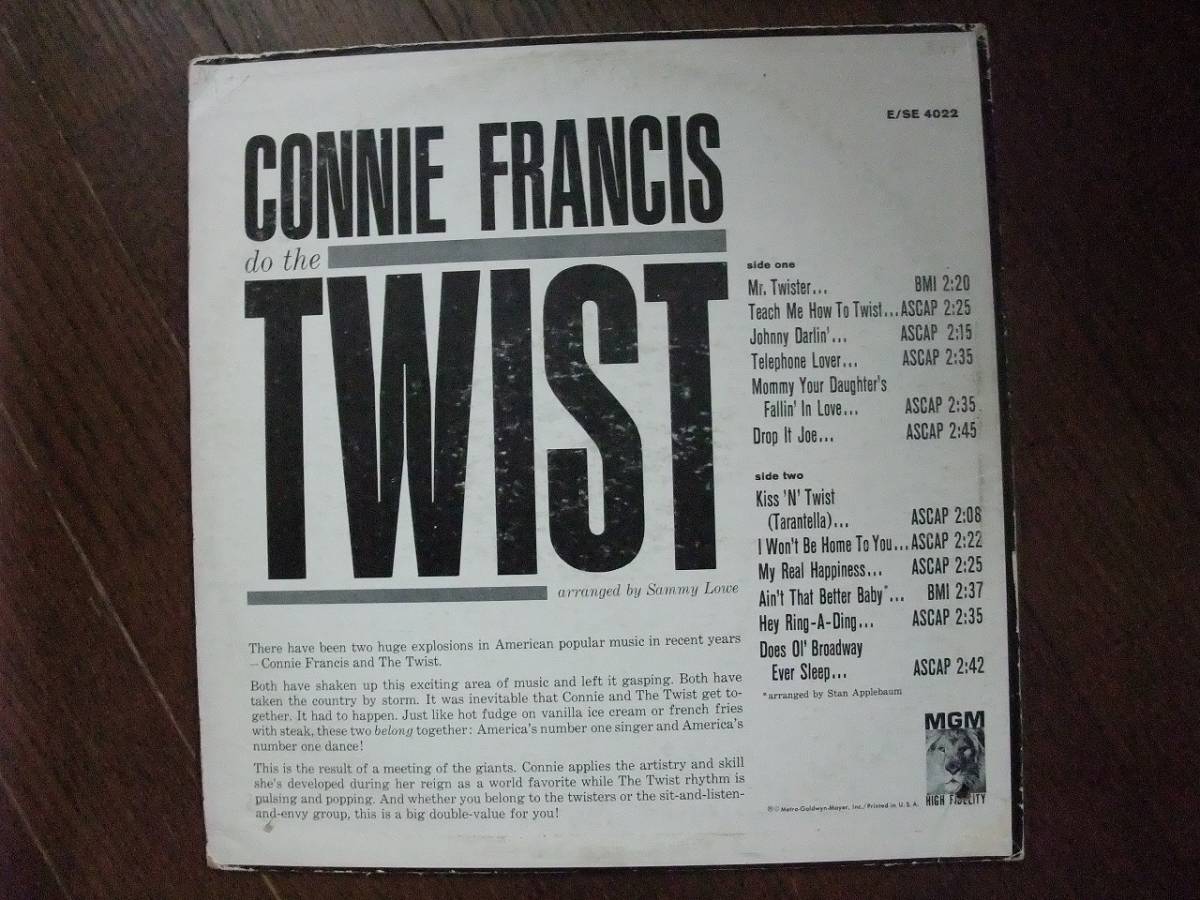 E/SE 4022
CONNIE FRANCIS
do the
TWIST
arranged by Sammy Lowe
There have been two huge explosions in American popular music in recent years
—Connie Francis and The Twist.
Both have shaken up this exciting area of music and left it gasping. Both have
taken the country by storm. It was inevitable that Connie and The Twist get to-
gether. It had to happen. Just like hot fudge on vanilla ice cream or french fries
with steak, these two belong together: America's number one singer and America's
number one dance!
This is the result of a meeting of the giants. Connie applies the artistry and skill
she's developed during her reign as a world favorite while The Twist rhythm is
pulsing and popping. And whether you belong to the twisters or the sit-and-listen-
and-envy group, this is a big double-value for you!
side one
Mr. Twister... BMI 2:20
Teach Me How To Twist...ASCAP 2:25
Johnny Darlin'... ASCAP 2:15
Telephone Lover... ASCAP 2:35
Mommy Your Daughter's
Fallin' In Love... ASCAP 2:35
Drop It Joe... ASCAP 2:45
side two
Kiss 'N' Twist
(Tarantella)... ASCAP 2:08
I Won't Be Home To You...ASCAP 2:22
My Real Happiness... ASCAP 2:25
Ain't That Better Baby*... BMI 2:37
Hey Ring-A-Ding... ASCAP 2:35
Does Ol' Broadway
Ever Sleep... ASCAP 2:42
*arranged by Stan Applebaum
MGM
HIGH FIDELITY
℗© Metro-Goldwyn-Mayer, Inc./Printed in U.S.A.